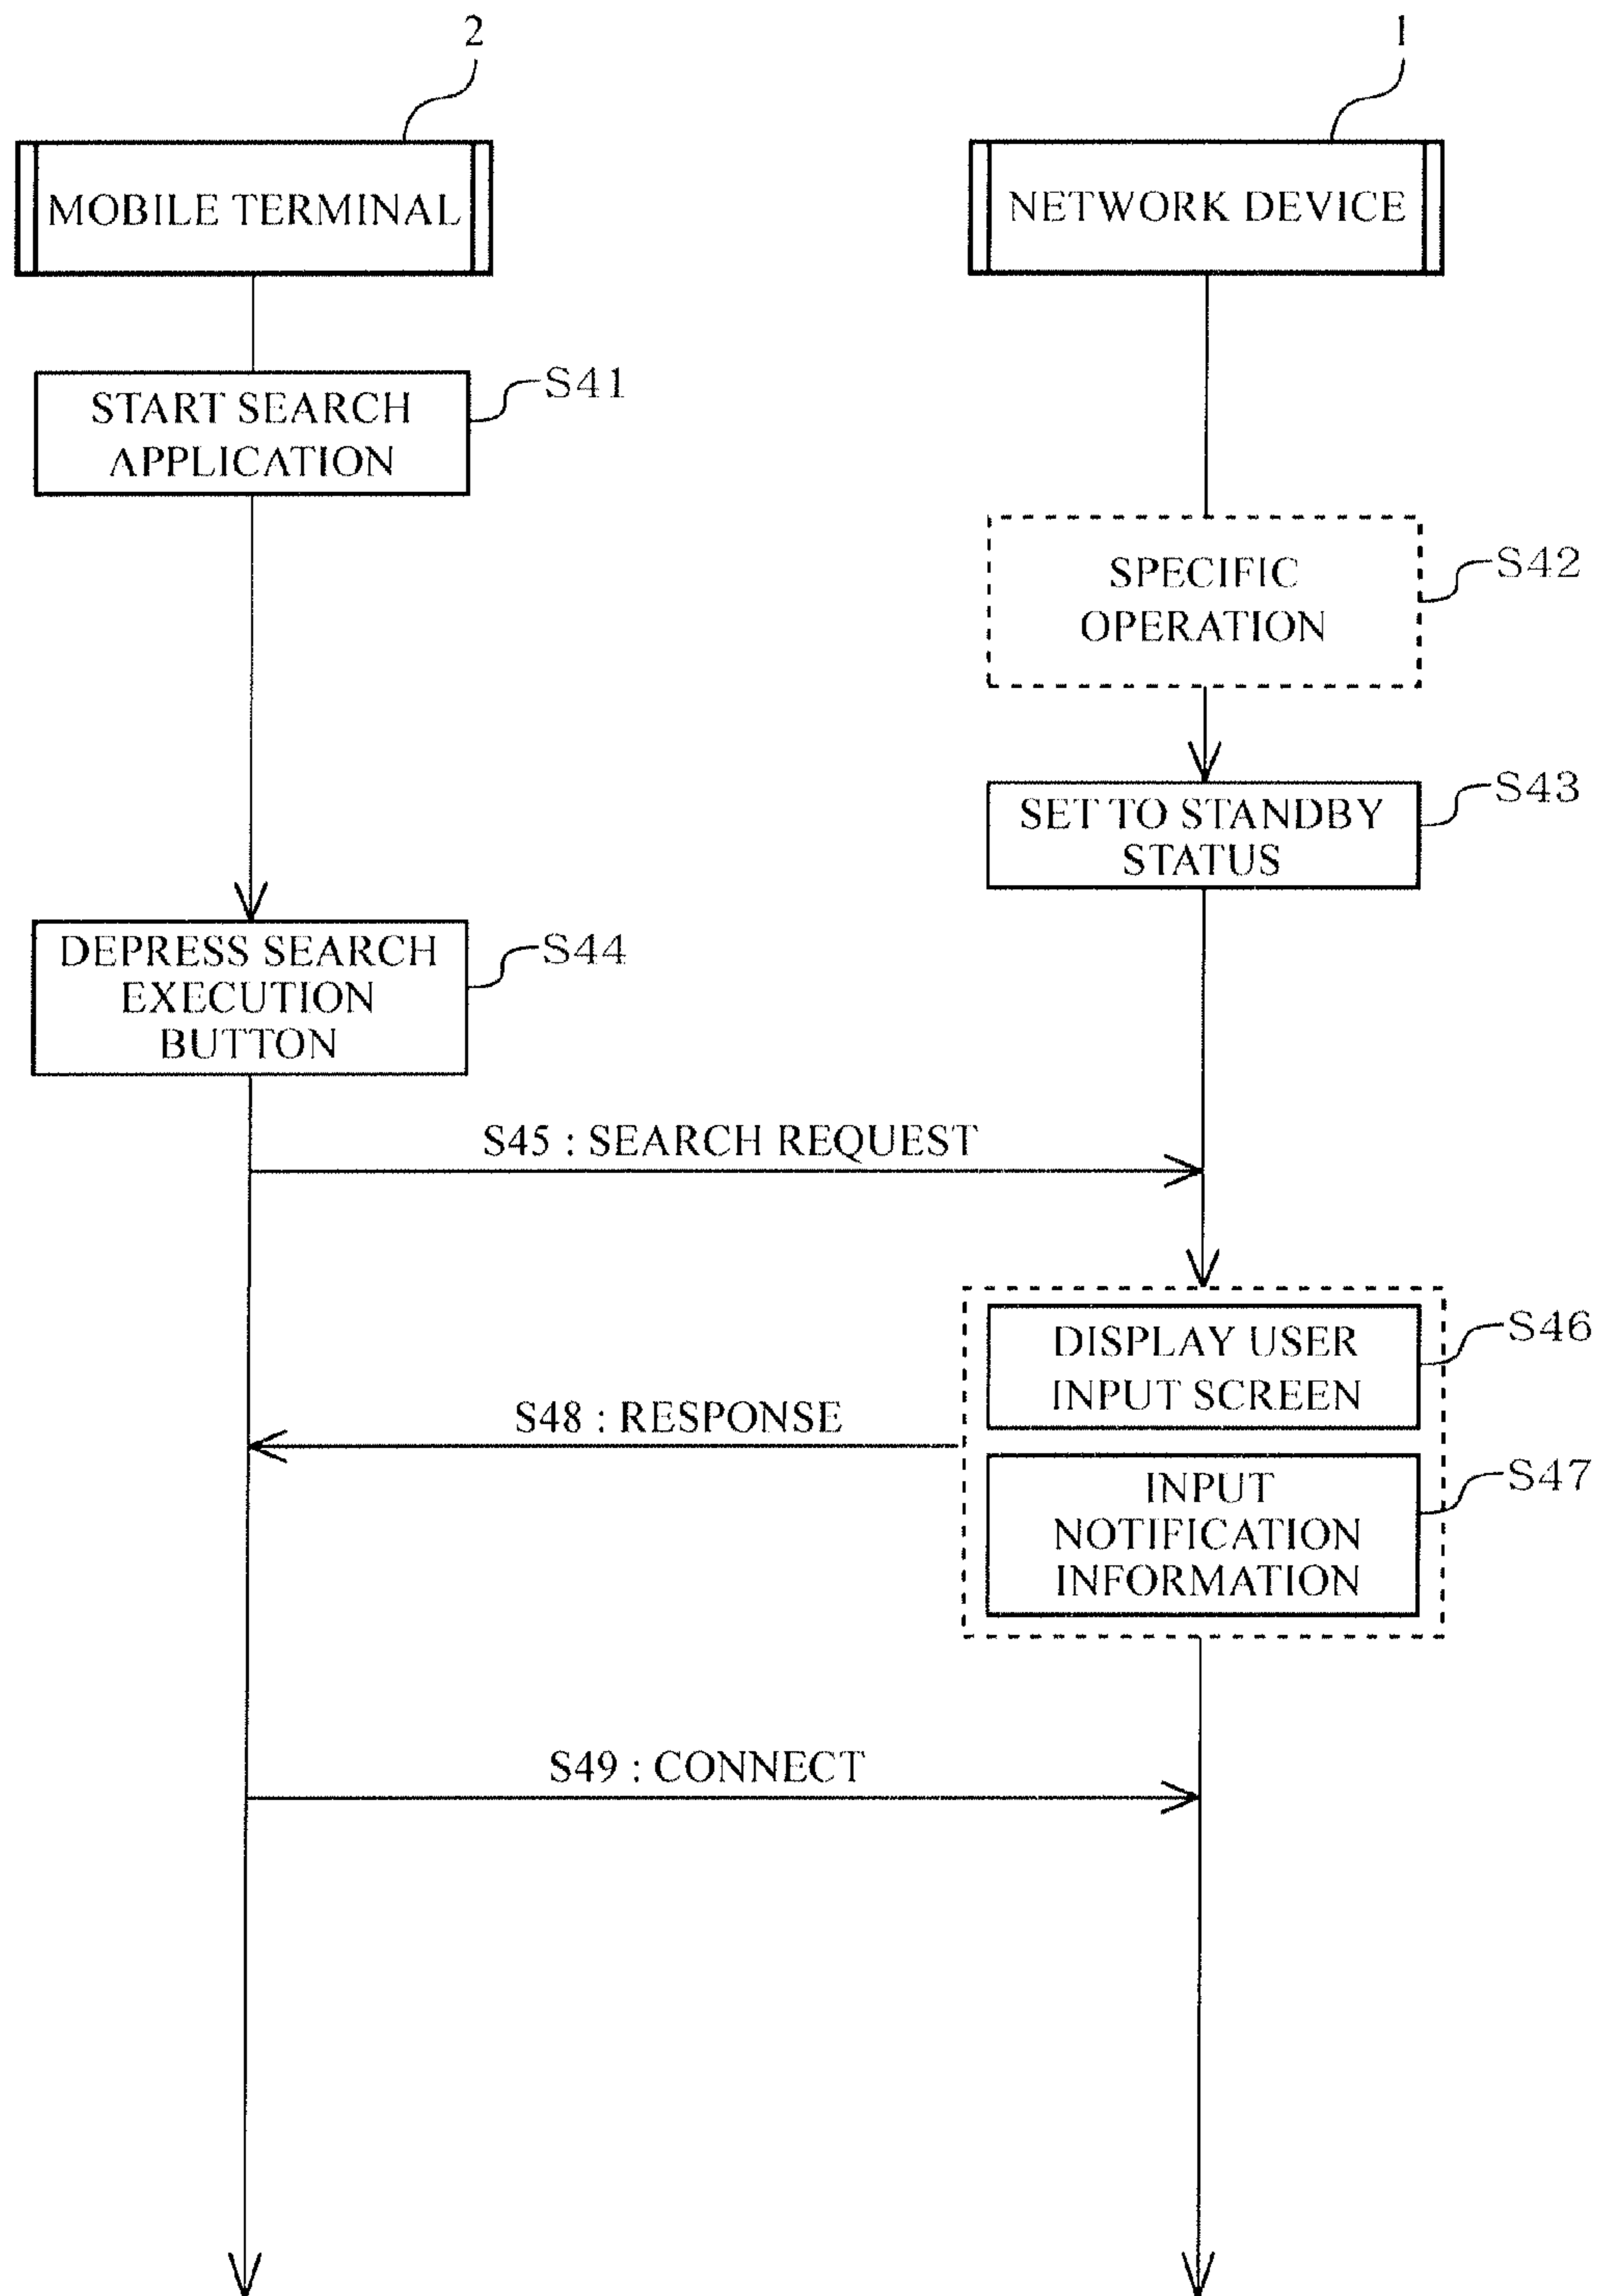 2
1
MOBILE TERMINAL
NETWORK DEVICE
START SEARCH
APPLICATION
S41
SPECIFIC
OPERATION
S42
SET TO STANDBY
STATUS
S43
DEPRESS SEARCH
EXECUTION
BUTTON
S44
S45 : SEARCH REQUEST
DISPLAY USER
INPUT SCREEN
S46
S48 : RESPONSE
INPUT
NOTIFICATION
INFORMATION
S47
S49 : CONNECT